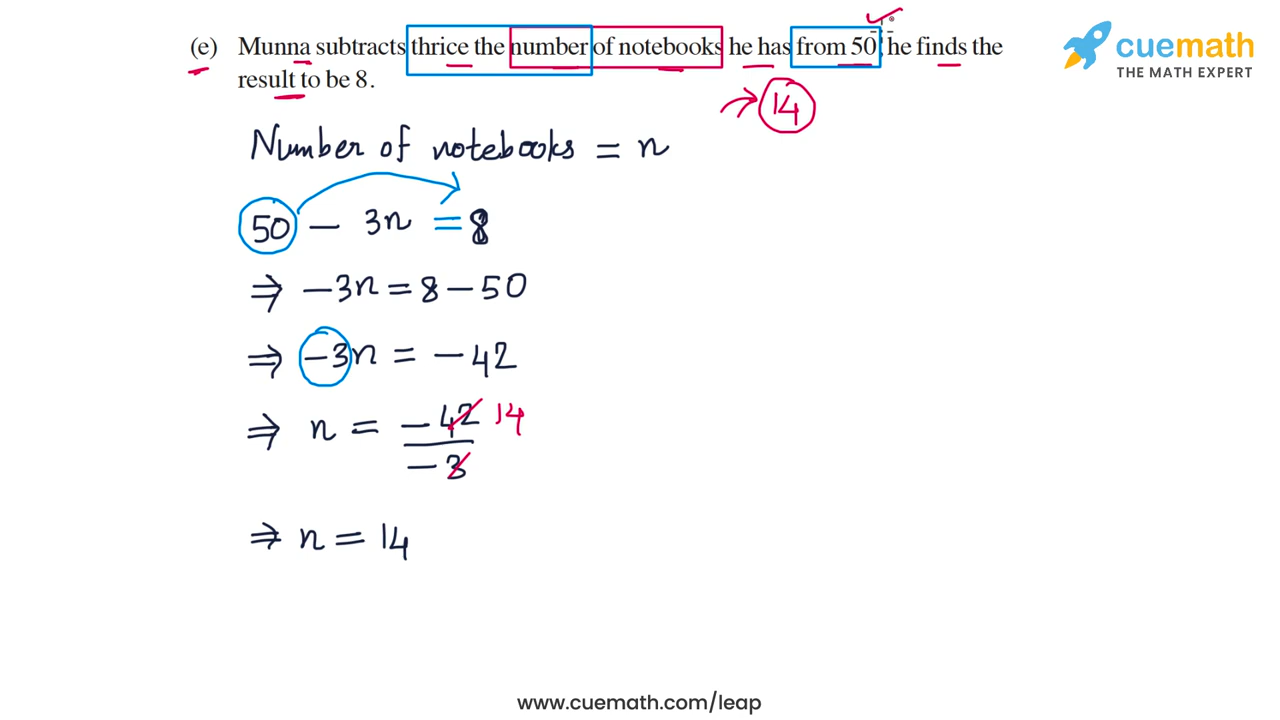 (e) Munna subtracts thrice the number of notebooks he has from 50, he finds the
result to be 8.
cuemath
THE MATH EXPERT
→ 14
Number of notebooks = n
50 − 3n = 8
⇒ −3n = 8 − 50
⇒ −3n = −42
⇒ n = −42 14
−3
⇒ n = 14
www.cuemath.com/leap